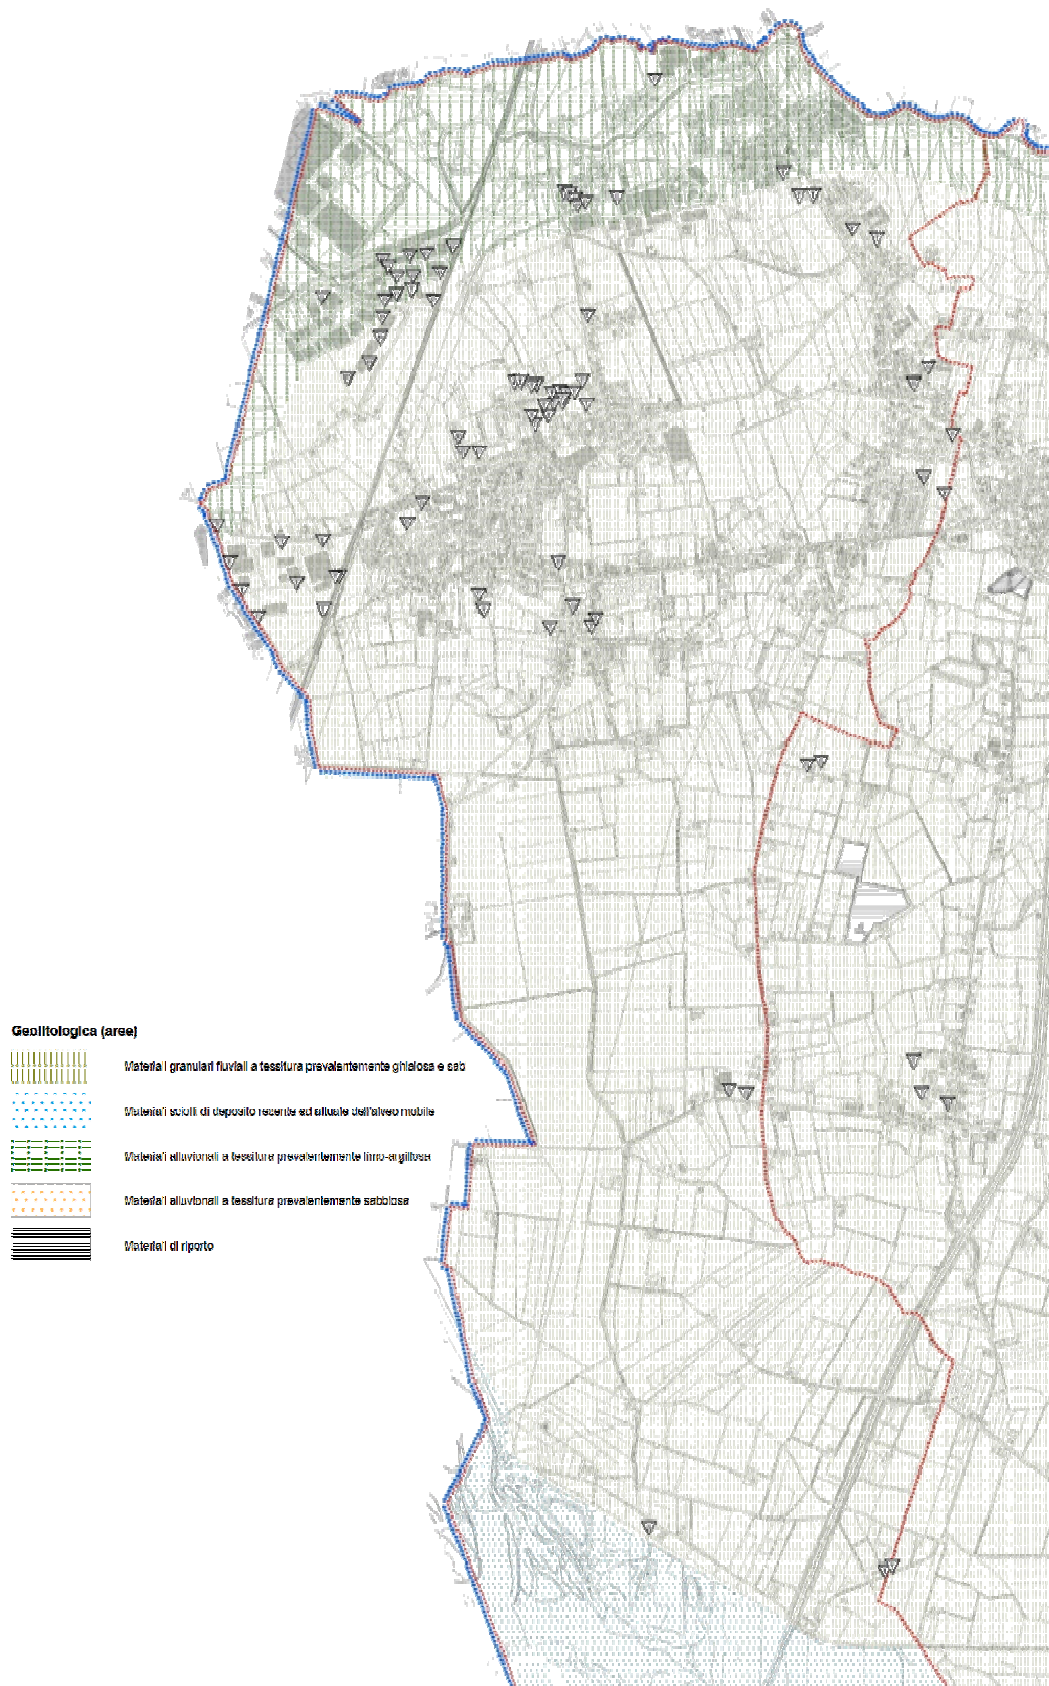 Geolitologica (aree)
Materiali granulari fluviali a tessitura prevalentemente ghiaiosa e sab
Materiali sciolti di deposito recente ed attuale dell'alveo mobile
Materiali alluvionali a tessitura prevalentemente limo-argillosa
Materiali alluvionali a tessitura prevalentemente sabbiosa
Materiali di riporto